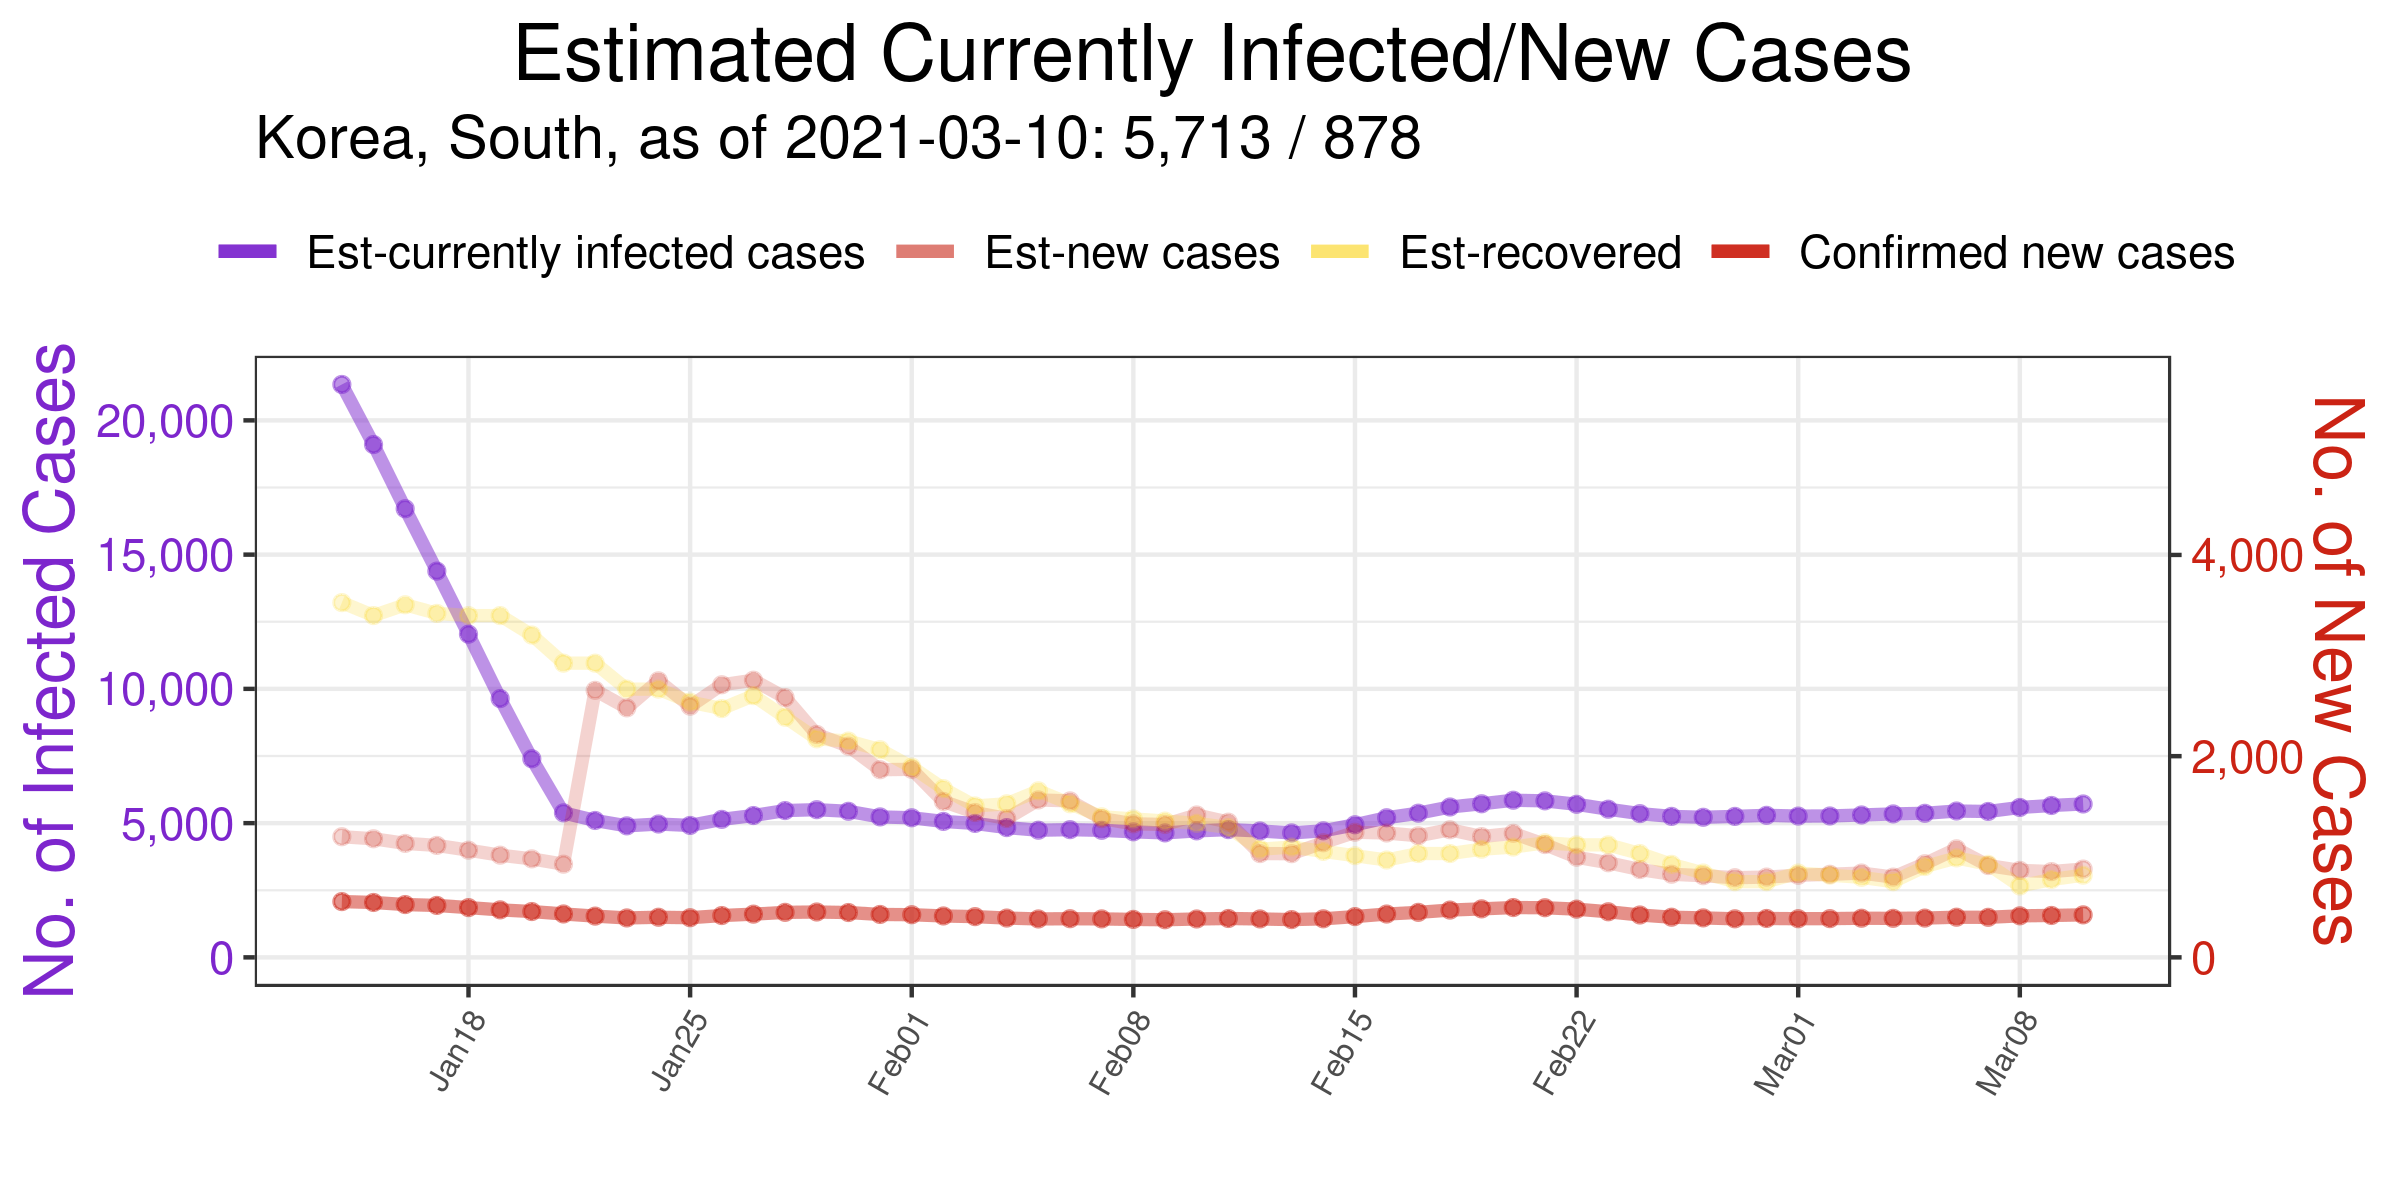 Estimated Currently Infected/New Cases
Korea, South, as of 2021-03-10: 5,713 / 878
Est-currently infected cases
Est-new cases
Est-recovered
Confirmed new cases
No. of Infected Cases
20,000
15,000
10,000
5,000
0
4,000
2,000
0
No. of New Cases
Jan18
Jan25
Feb01
Feb08
Feb15
Feb22
Mar01
Mar08